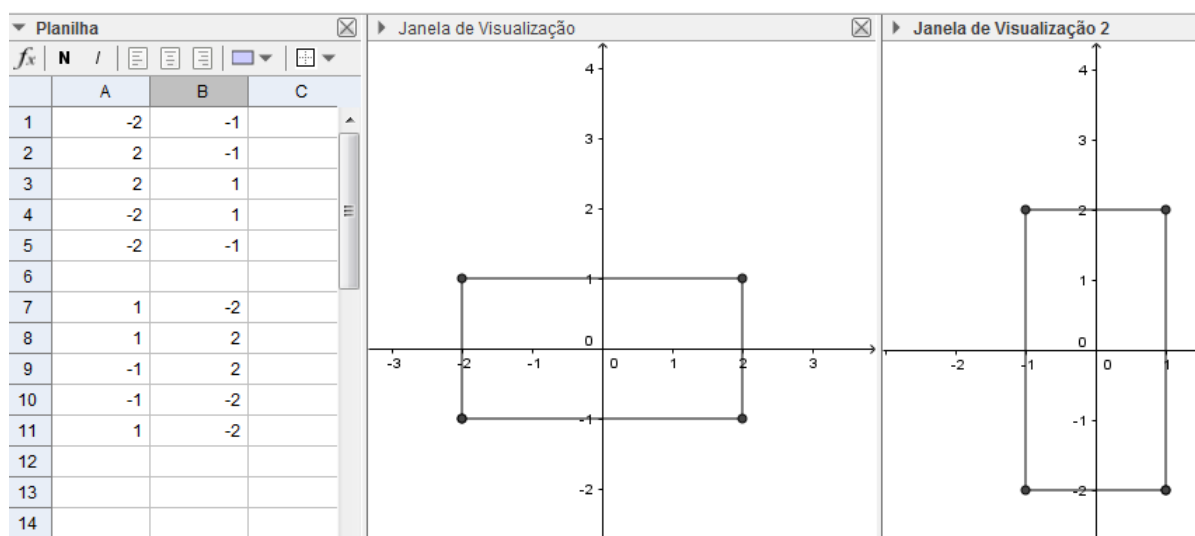 Planilha
fx N I
A B C
1 -2 -1
2 2 -1
3 2 1
4 -2 1
5 -2 -1
6
7 1 -2
8 1 2
9 -1 2
10 -1 -2
11 1 -2
12
13
14
Janela de Visualização
4
3
2
1
0
-3 -2 -1 0 1 2 3
-1
-2
Janela de Visualização 2
4
3
2
1
0
-2 -1 0 1
-1
-2